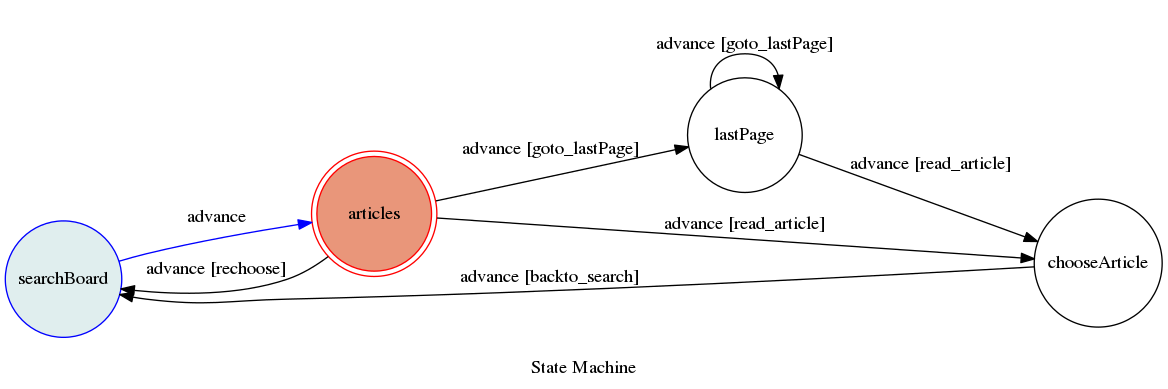 advance [goto_lastPage]
lastPage
advance [goto_lastPage]
advance [read_article]
advance
articles
advance [read_article]
advance [rechoose]
searchBoard
advance [backto_search]
chooseArticle
State Machine